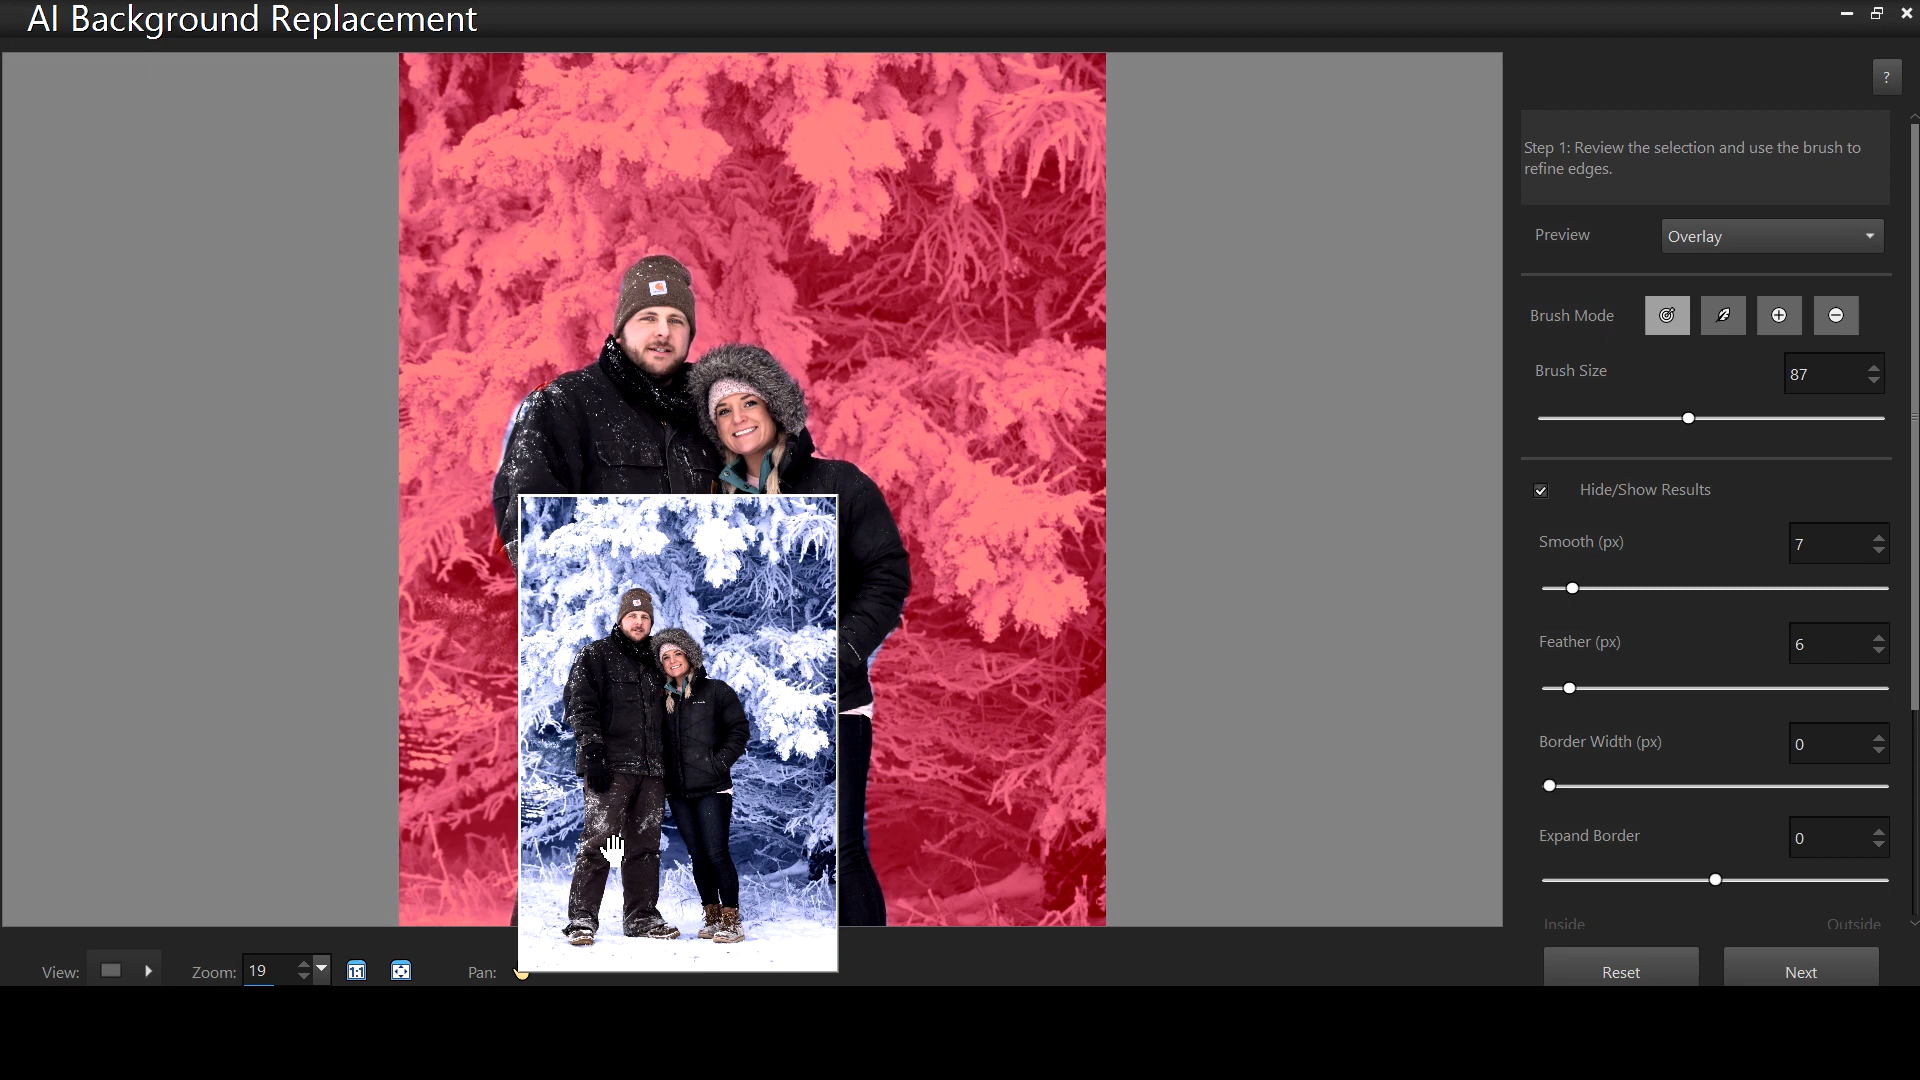 AI Background Replacement
?
Step 1: Review the selection and use the brush to
refine edges.
Preview
Overlay
Brush Mode
Brush Size
87
Hide/Show Results
Smooth (px)
7
Feather (px)
6
Border Width (px)
0
Expand Border
0
Inside
Outside
View:
Zoom:
19
1:1
Pan:
Reset
Next